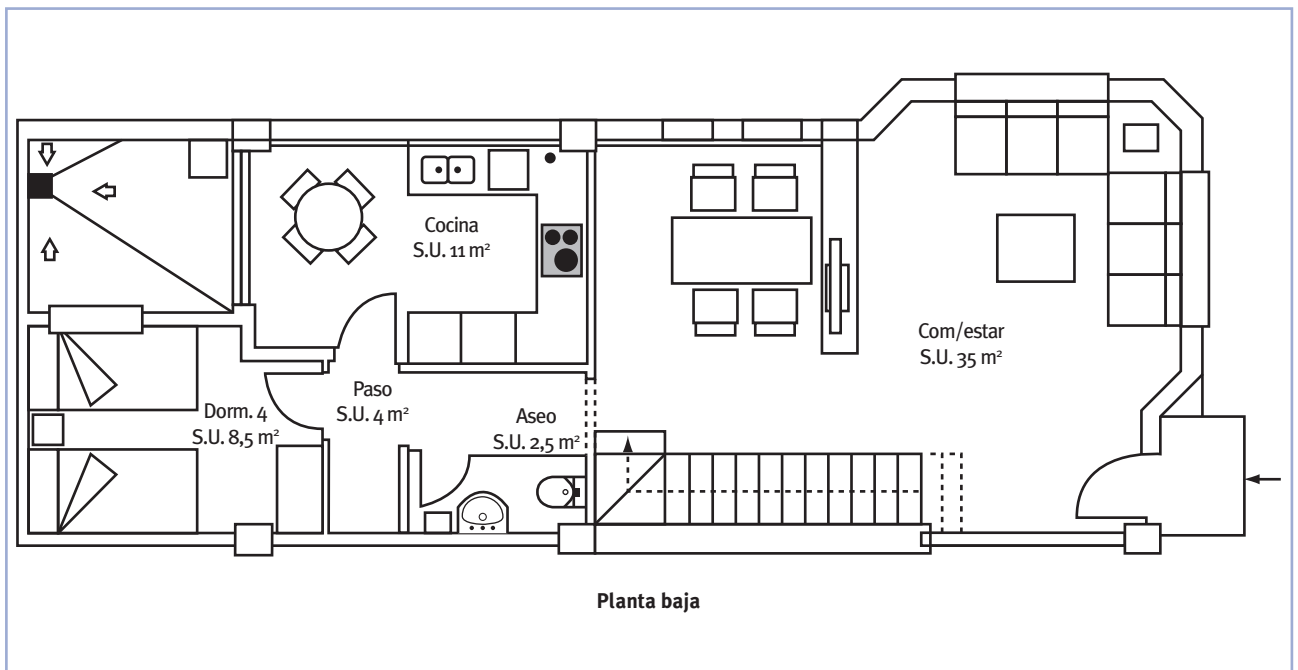 Cocina
S.U. 11 m²
Com/estar
S.U. 35 m²
Paso
S.U. 4 m²
Dorm. 4
S.U. 8,5 m²
Aseo
S.U. 2,5 m²
Planta baja